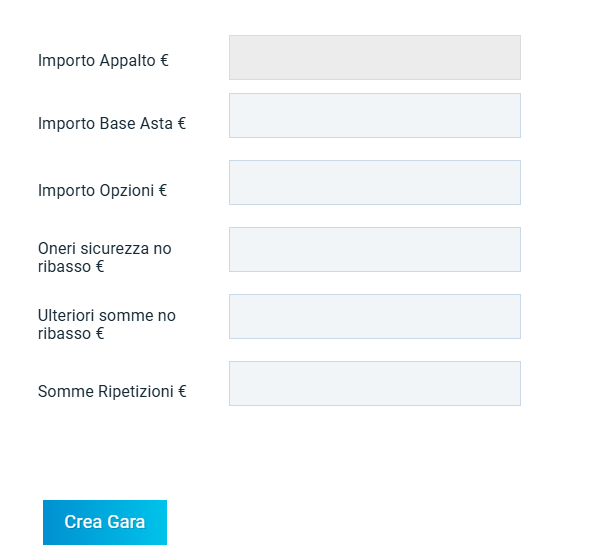 Importo Appalto €
Importo Base Asta €
Importo Opzioni €
Oneri sicurezza no
ribasso €
Ulteriori somme no
ribasso €
Somme Ripetizioni €
Crea Gara